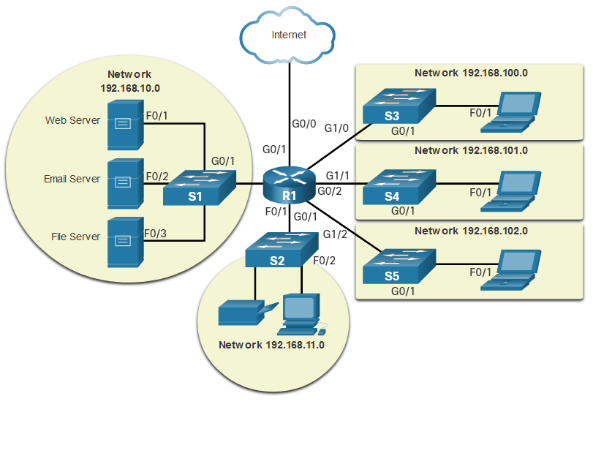 Internet
Network
192.168.10.0
Web Server
F0/1
Email Server
F0/2
File Server
F0/3
G0/1
S1
G0/0
G0/1
G1/0
R1
G1/1
G0/2
F0/1
G0/1
G1/2
S2
F0/2
Network 192.168.11.0
Network 192.168.100.0
S3
G0/1
F0/1
Network 192.168.101.0
S4
G0/1
F0/1
Network 192.168.102.0
S5
G0/1
F0/1